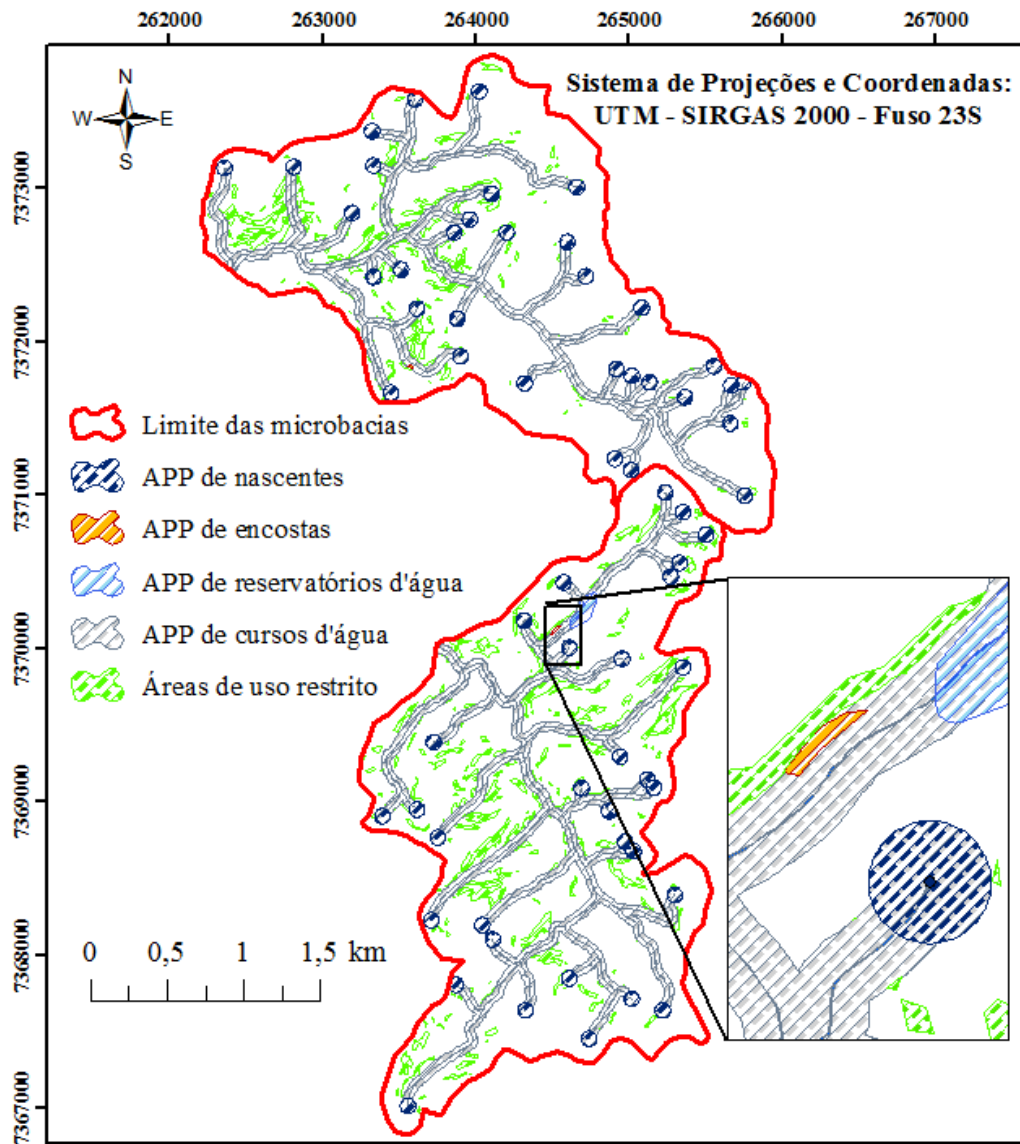 262000 263000 264000 265000 266000 267000
N
W E
S
Sistema de Projeções e Coordenadas:
UTM - SIRGAS 2000 - Fuso 23S
7373000
7372000
7371000
7370000
7369000
7368000
7367000
Limite das microbacias
APP de nascentes
APP de encostas
APP de reservatórios d'água
APP de cursos d'água
Áreas de uso restrito
0 0,5 1 1,5 km